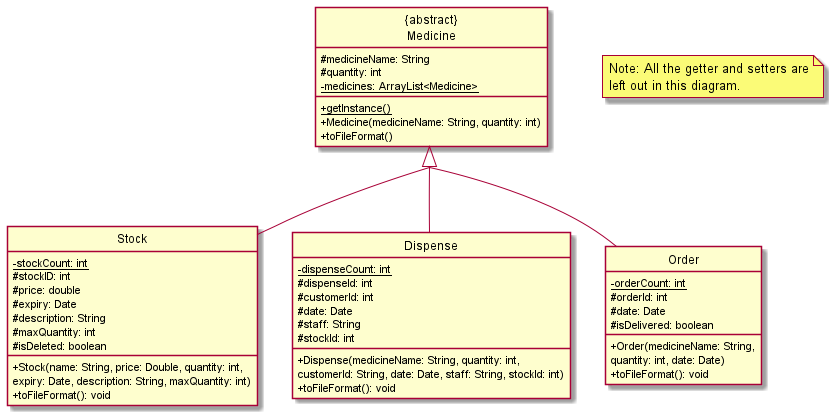 {abstract}
Medicine
#medicineName: String
#quantity: int
-medicines: ArrayList<Medicine>
+getInstance()
+Medicine(medicineName: String, quantity: int)
+toFileFormat()
Note: All the getter and setters are
left out in this diagram.
Stock
-stockCount: int
#stockID: int
#price: double
#expiry: Date
#description: String
#maxQuantity: int
#isDeleted: boolean
+Stock(name: String, price: Double, quantity: int,
expiry: Date, description: String, maxQuantity: int)
+toFileFormat(): void
Dispense
-dispenseCount: int
#dispenseId: int
#customerId: int
#date: Date
#staff: String
#stockId: int
+Dispense(medicineName: String, quantity: int,
customerId: String, date: Date, staff: String, stockId: int)
+toFileFormat(): void
Order
-orderCount: int
#orderId: int
#date: Date
#isDelivered: boolean
+Order(medicineName: String,
quantity: int, date: Date)
+toFileFormat(): void